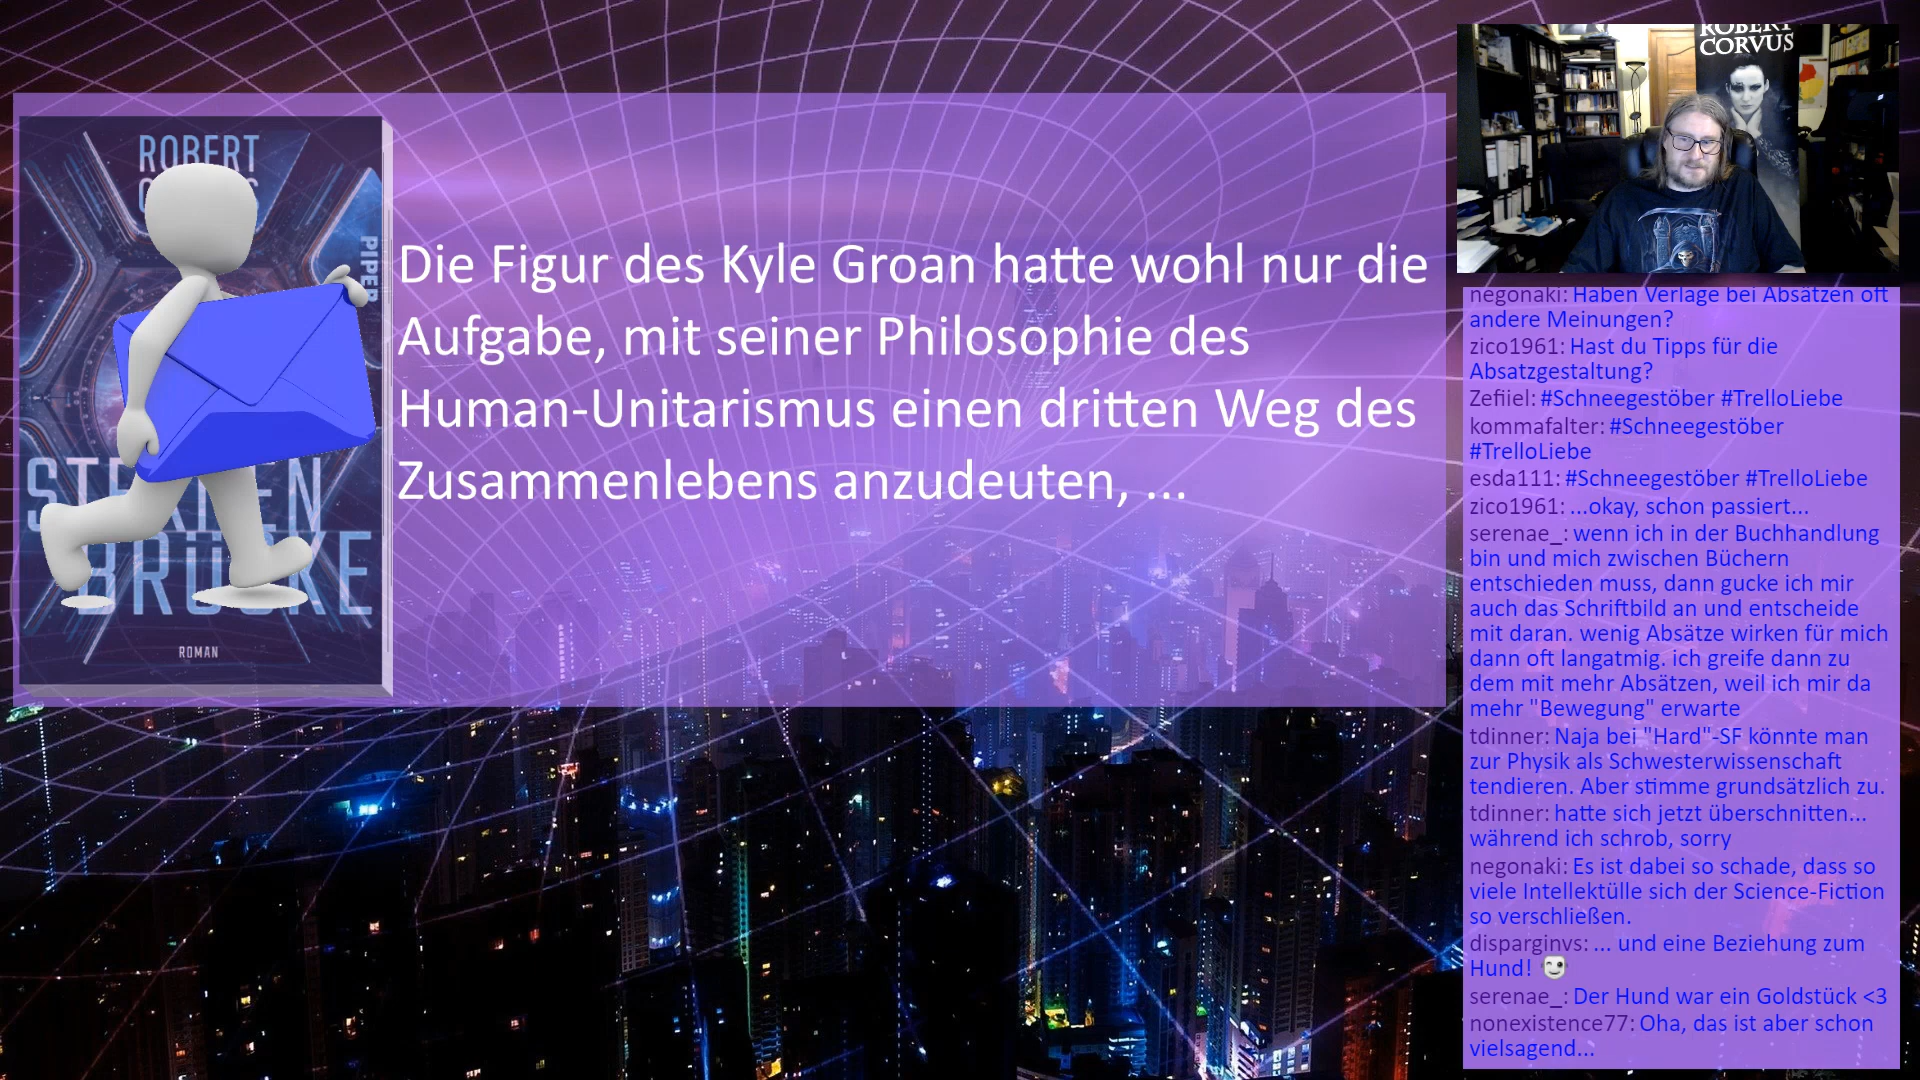 ROBERT
PIPER
BRÜCKE
ROMAN
Die Figur des Kyle Groan hatte wohl nur die
Aufgabe, mit seiner Philosophie des
Human-Unitarismus einen dritten Weg des
Zusammenlebens anzudeuten, ...
ROBERT
CORVUS
negonaki: Haben Verlage bei Absätzen oft
andere Meinungen?
zico1961: Hast du Tipps für die
Absatzgestaltung?
Zefiiel: #Schneegestöber #TrelloLiebe
kommafalter: #Schneegestöber
#TrelloLiebe
esda111: #Schneegestöber #TrelloLiebe
zico1961: ...okay, schon passiert...
serenae_: wenn ich in der Buchhandlung
bin und mich zwischen Büchern
entschieden muss, dann gucke ich mir
auch das Schriftbild an und entscheide
mit daran. wenig Absätze wirken für mich
dann oft langatmig. ich greife dann zu
dem mit mehr Absätzen, weil ich mir da
mehr "Bewegung" erwarte
tdinner: Naja bei "Hard"-SF könnte man
zur Physik als Schwesterwissenschaft
tendieren. Aber stimme grundsätzlich zu.
tdinner: hatte sich jetzt überschnitten...
während ich schrob, sorry
negonaki: Es ist dabei so schade, dass so
viele Intellektülle sich der Science-Fiction
so verschließen.
disparginvs: ... und eine Beziehung zum
Hund!
serenae_: Der Hund war ein Goldstück <3
nonexistence77: Oha, das ist aber schon
vielsagend...